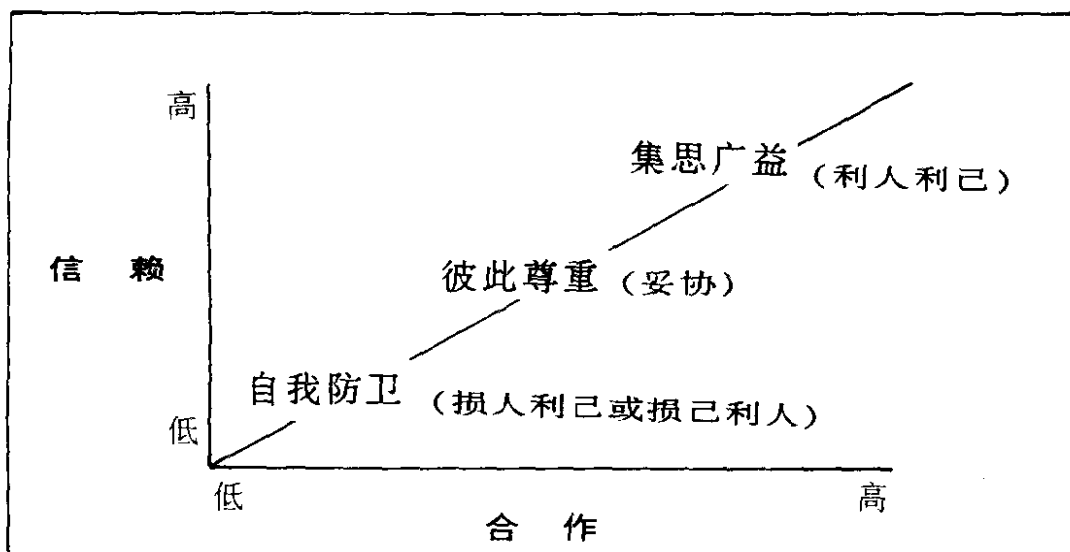 高
集思广益（利人利己）
信 赖
彼此尊重（妥协）
自我防卫（损人利己或损己利人）
低
低
高
合 作